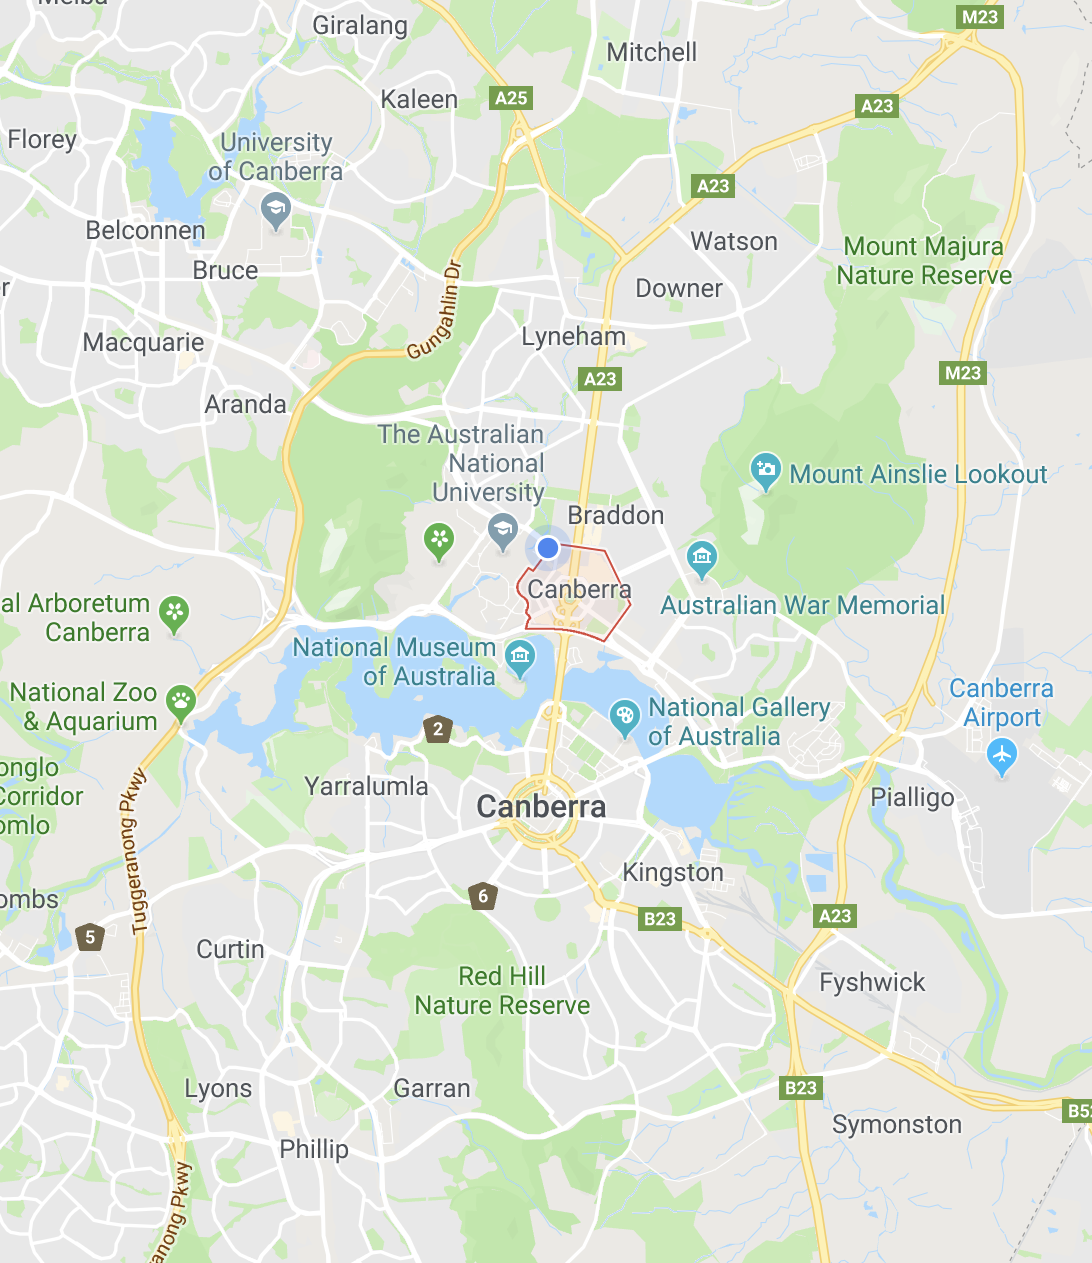 Giralang
M23
Mitchell
Kaleen
A25
A23
Florey
University
of Canberra
A23
Belconnen
Watson
Bruce
Mount Majura
Nature Reserve
Downer
Gungahlin Dr
Lyneham
Macquarie
M23
A23
Aranda
The Australian
National
University
Mount Ainslie Lookout
Braddon
Canberra
al Arboretum
Canberra
Australian War Memorial
National Museum
of Australia
National Zoo
& Aquarium
Canberra
Airport
National Gallery
of Australia
2
onglo
Corridor
omlo
Yarralumla
Canberra
Pialligo
Tuggeranong Pkwy
Kingston
ombs
6
B23
A23
5
Curtin
Red Hill
Nature Reserve
Fyshwick
Lyons
Garran
B23
B52
Symonston
Phillip
anong Pkwy